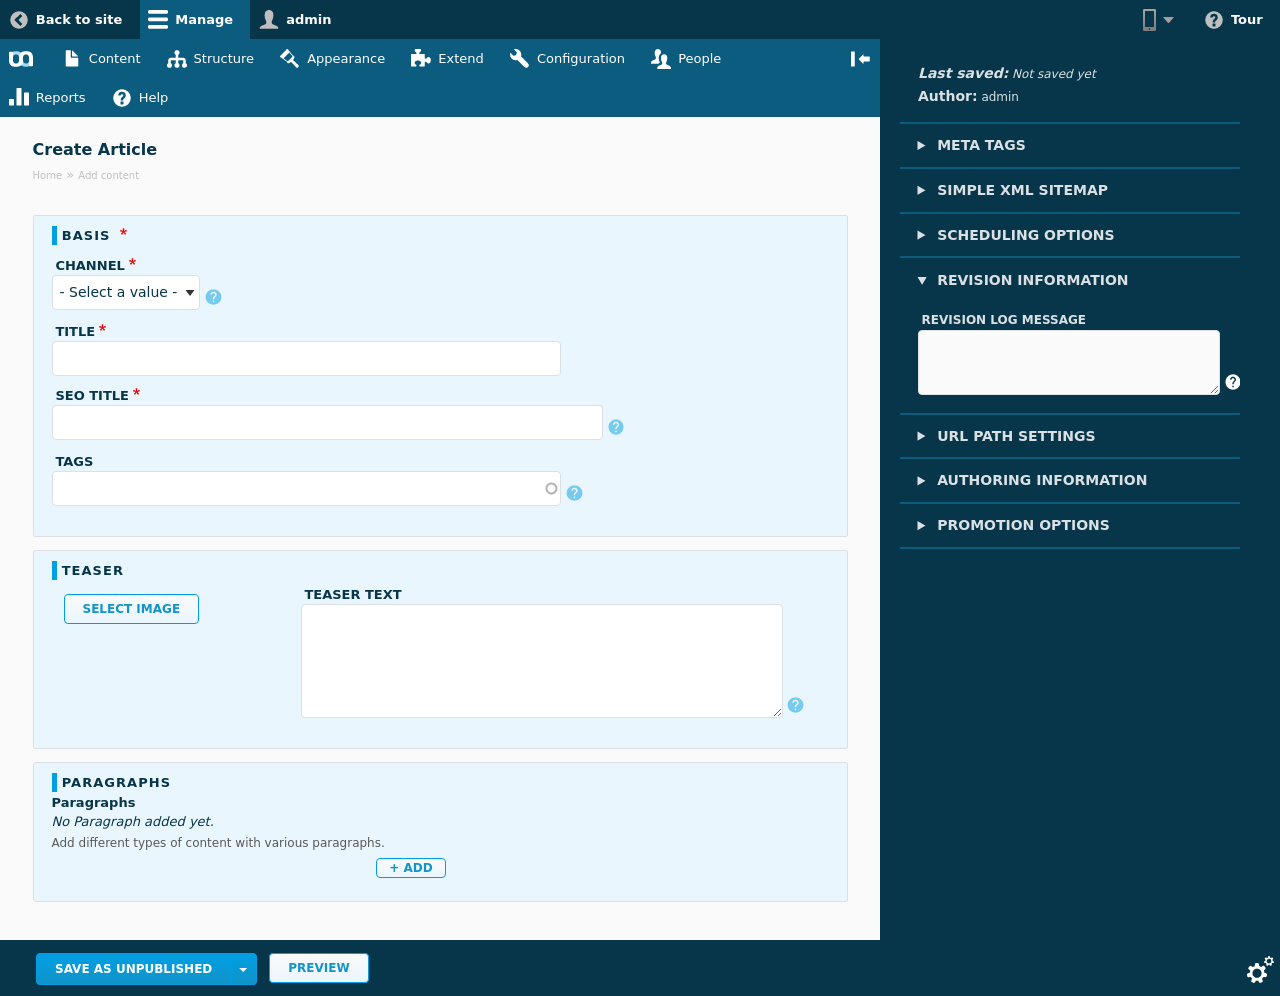 Back to site Manage admin Tour
Content Structure Appearance Extend Configuration People
Reports Help
Create Article
Home » Add content
BASIS *
CHANNEL *
- Select a value -
TITLE *
SEO TITLE *
TAGS
TEASER
SELECT IMAGE
TEASER TEXT
PARAGRAPHS
Paragraphs
No Paragraph added yet.
Add different types of content with various paragraphs.
+ ADD
Last saved: Not saved yet
Author: admin
META TAGS
SIMPLE XML SITEMAP
SCHEDULING OPTIONS
REVISION INFORMATION
REVISION LOG MESSAGE
URL PATH SETTINGS
AUTHORING INFORMATION
PROMOTION OPTIONS
SAVE AS UNPUBLISHED PREVIEW